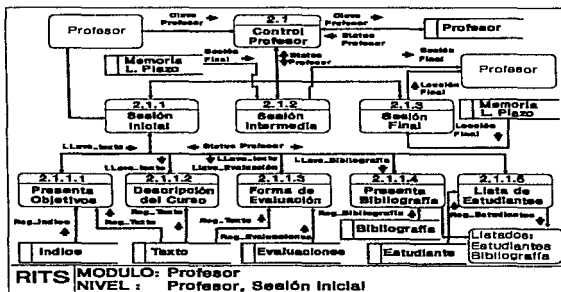 Clave Profesor
2.1
Control Profesor
Clave Profesor
Profesor
Profesor
Status Profesor
Status Profesor
Memoria L. Plazo
Sesión Final
Sesión Final
Profesor
Lección Final
2.1.1
Sesión Inicial
2.1.2
Sesión Intermedia
2.1.3
Sesión Final
Memoria L. Plazo
Lección Final
LLave_texto
Status Profesor
LLave_texto
LLave_texto
LLave_Evaluación
LLave_Bibliografía
2.1.1.1
Presenta Objetivos
2.1.1.2
Descripción del Curso
2.1.1.3
Forma de Evaluación
2.1.1.4
Presenta Bibliografía
2.1.1.5
Lista de Estudiantes
Reg_Indice
Reg_Texto
Reg_Texto
Reg_Evaluaciones
Reg_Bibliografía
Reg_Estudiantes
Indice
Texto
Evaluaciones
Bibliografía
Estudiante
Listados:
Estudiantes
Bibliografía
RITS
MODULO: Profesor
NIVEL : Profesor, Sesión Inicial